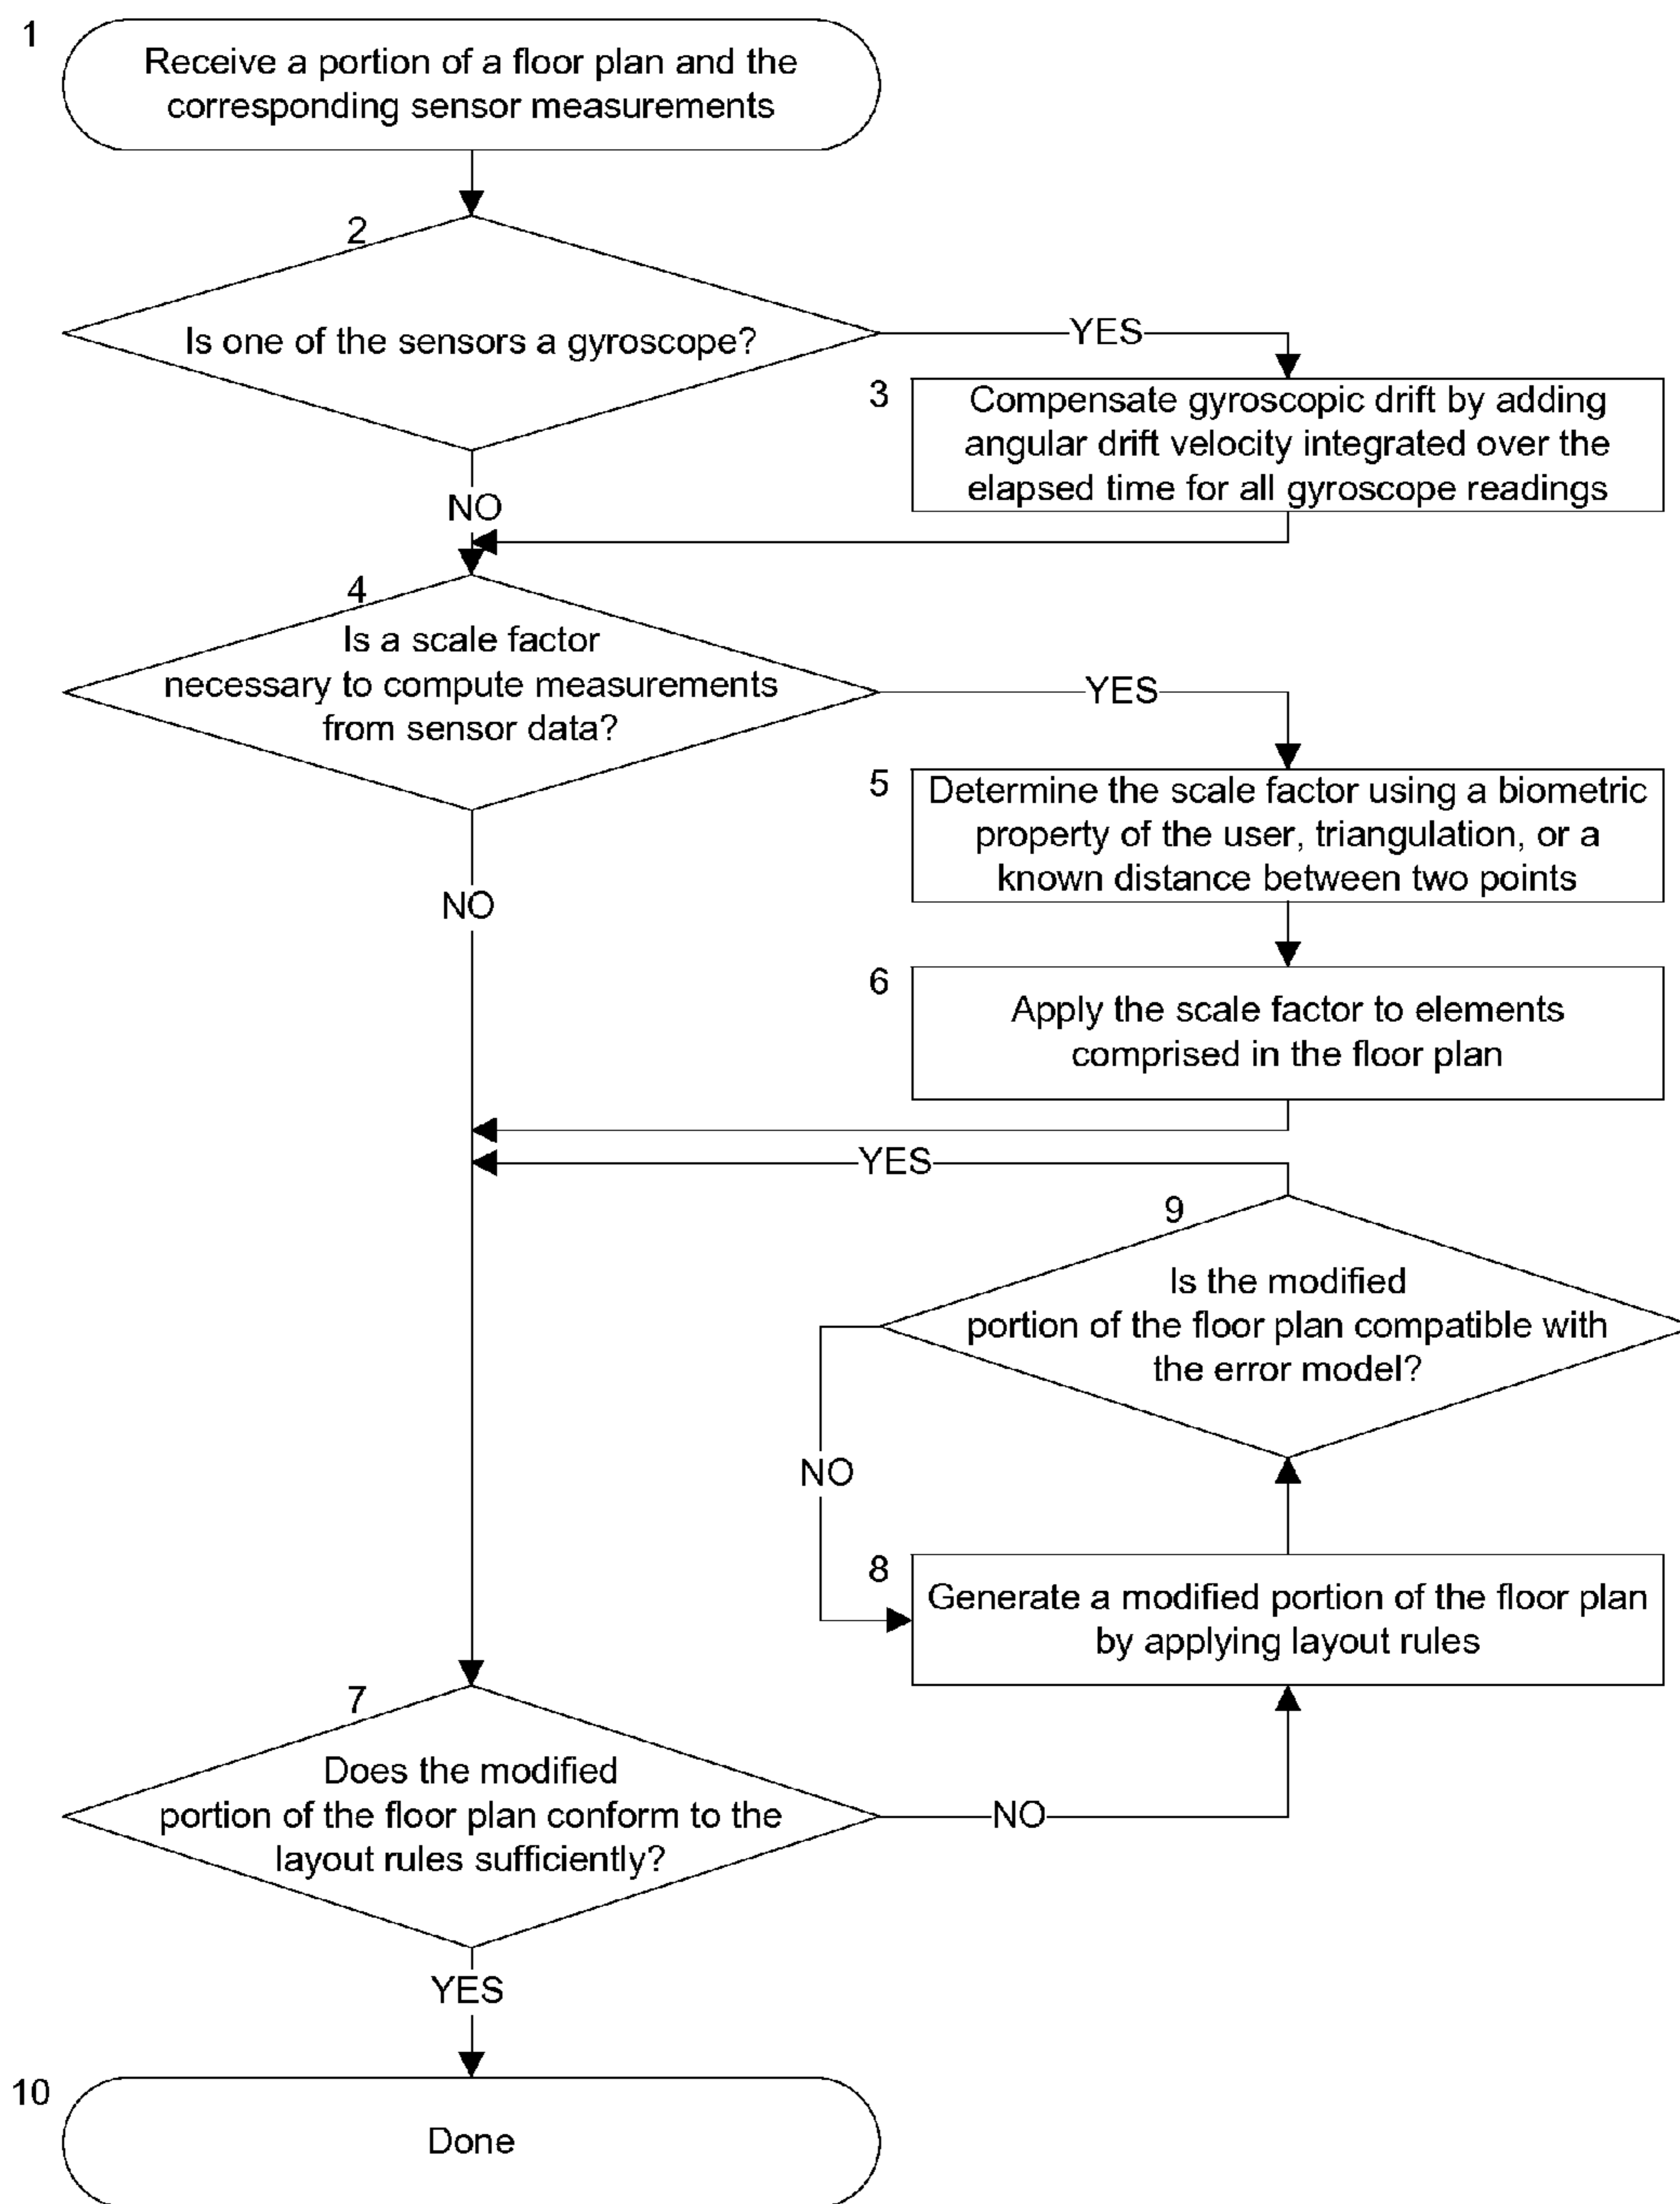 1
Receive a portion of a floor plan and the
corresponding sensor measurements
2
Is one of the sensors a gyroscope?
YES
3
Compensate gyroscopic drift by adding
angular drift velocity integrated over the
elapsed time for all gyroscope readings
NO
4
Is a scale factor
necessary to compute measurements
from sensor data?
YES
5
Determine the scale factor using a biometric
property of the user, triangulation, or a
known distance between two points
NO
6
Apply the scale factor to elements
comprised in the floor plan
YES
9
Is the modified
portion of the floor plan compatible with
the error model?
NO
8
Generate a modified portion of the floor plan
by applying layout rules
7
Does the modified
portion of the floor plan conform to the
layout rules sufficiently?
NO
YES
10
Done